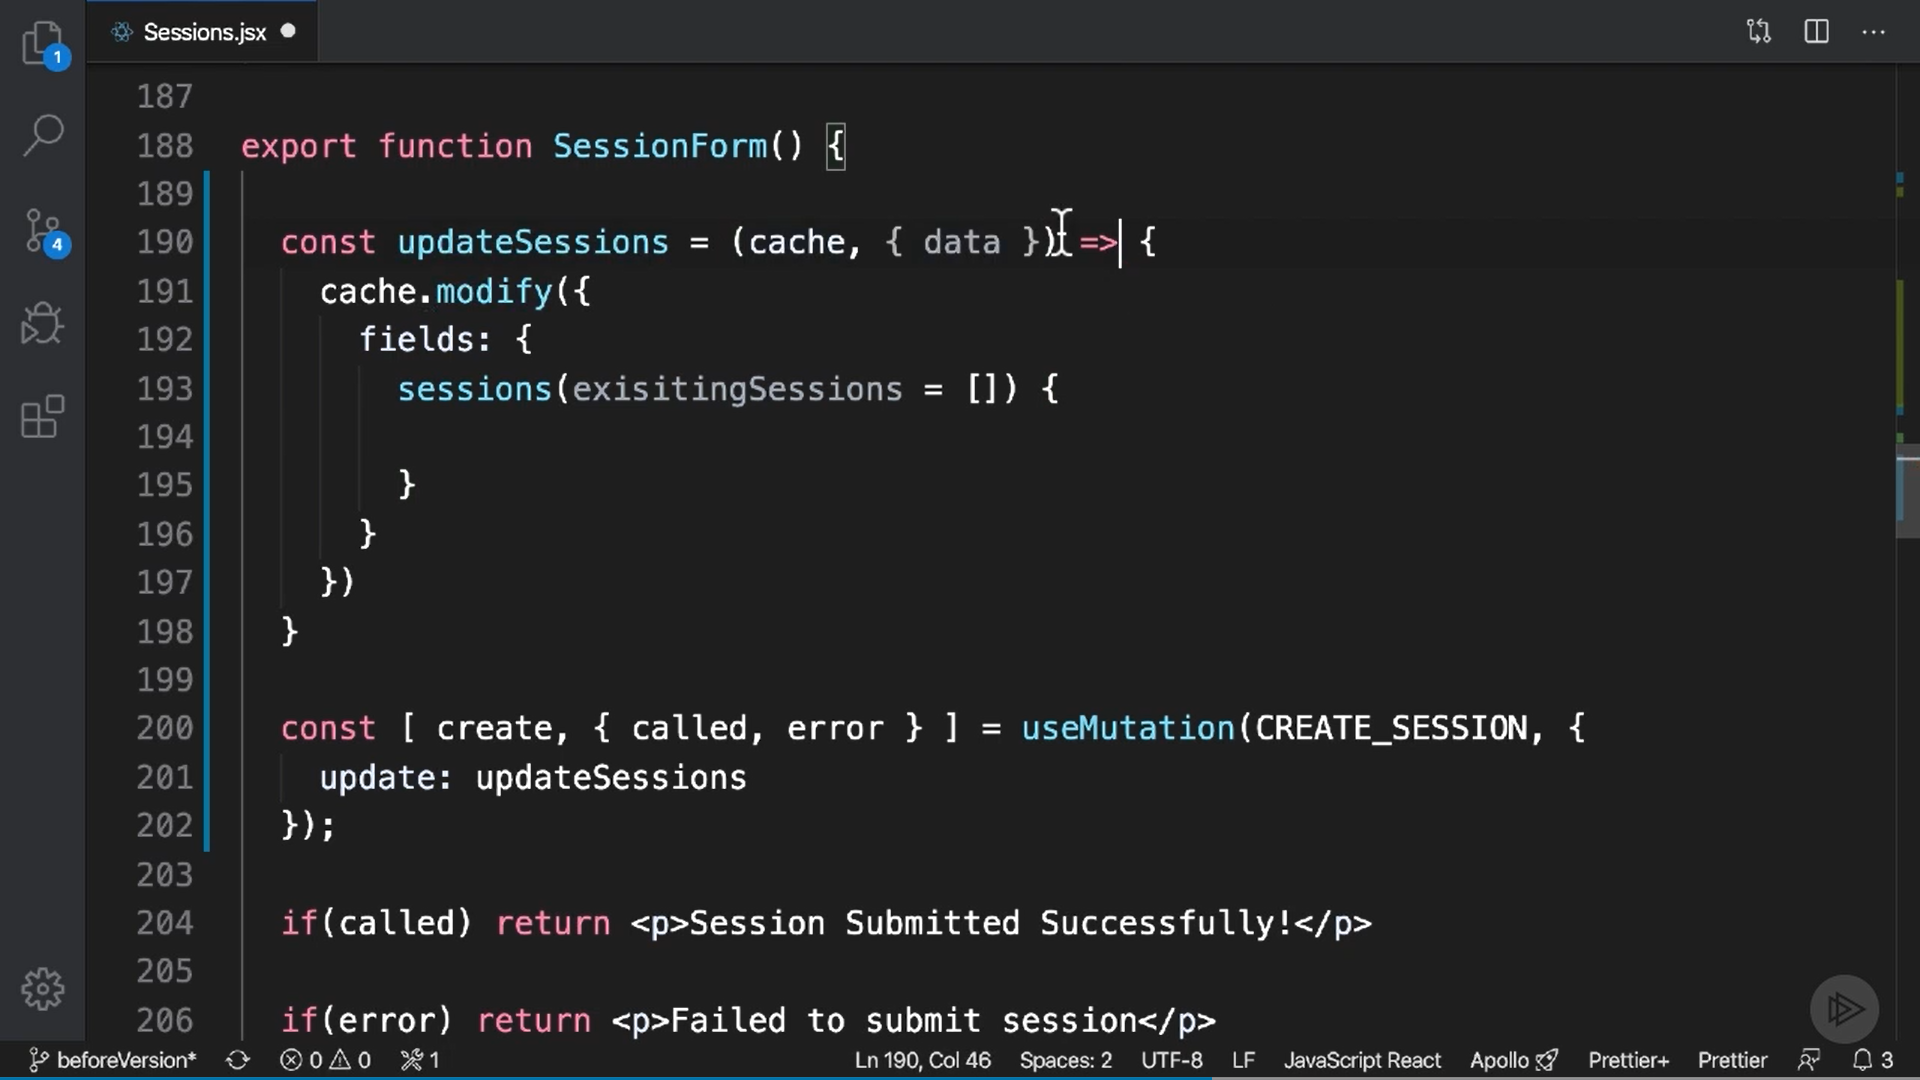 1
Sessions.jsx
187
188 export function SessionForm() {
189
190 const updateSessions = (cache, { data }) => {
191 cache.modify({
192 fields: {
193 sessions(exisitingSessions = []) {
194
195 }
196 }
197 })
198 }
199
200 const [ create, { called, error } ] = useMutation(CREATE_SESSION, {
201 update: updateSessions
202 });
203
204 if(called) return <p>Session Submitted Successfully!</p>
205
206 if(error) return <p>Failed to submit session</p>
4
beforeVersion* 0 0 1 Ln 190, Col 46 Spaces: 2 UTF-8 LF JavaScript React Apollo Prettier+ Prettier 3